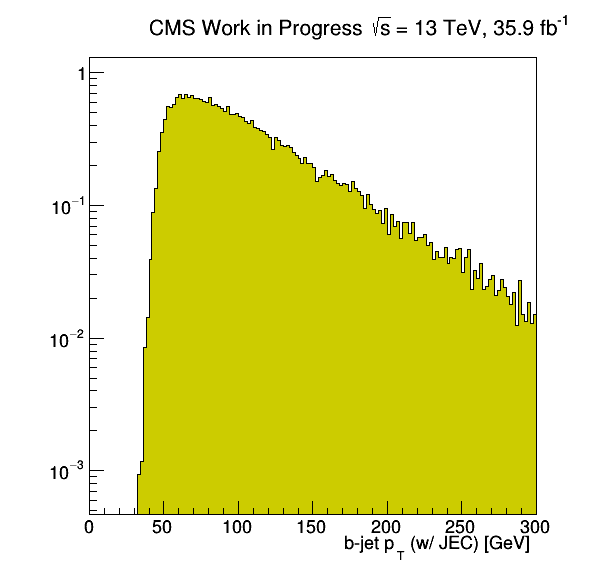 CMS Work in Progress √s = 13 TeV, 35.9 fb⁻¹
1
10⁻¹
10⁻²
10⁻³
0 50 100 150 200 250 300
b-jet p_T (w/ JEC) [GeV]